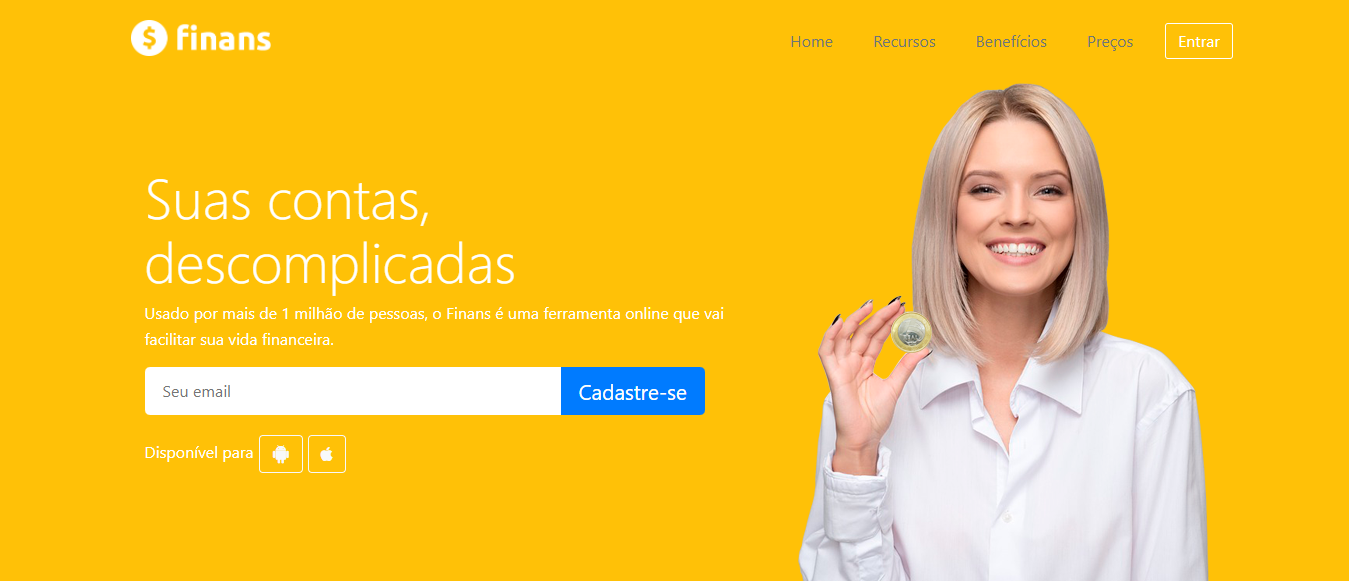 finans
Home Recursos Benefícios Preços Entrar
Suas contas,
descomplicadas
Usado por mais de 1 milhão de pessoas, o Finans é uma ferramenta online que vai
facilitar sua vida financeira.
Seu email Cadastre-se
Disponível para